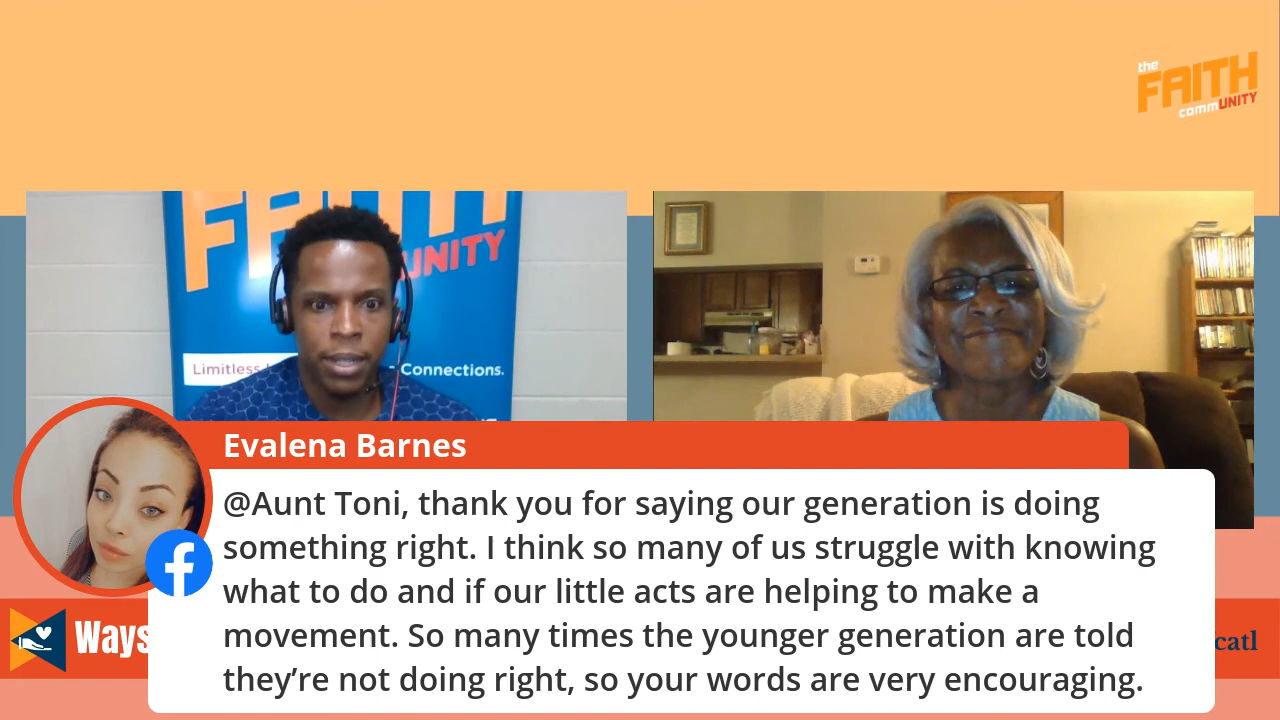 the
FAITH
commUNITY
FAITH
UNITY
Limitless
Connections.
Evalena Barnes
@Aunt Toni, thank you for saying our generation is doing
something right. I think so many of us struggle with knowing
what to do and if our little acts are helping to make a
movement. So many times the younger generation are told
they’re not doing right, so your words are very encouraging.
Ways
catl